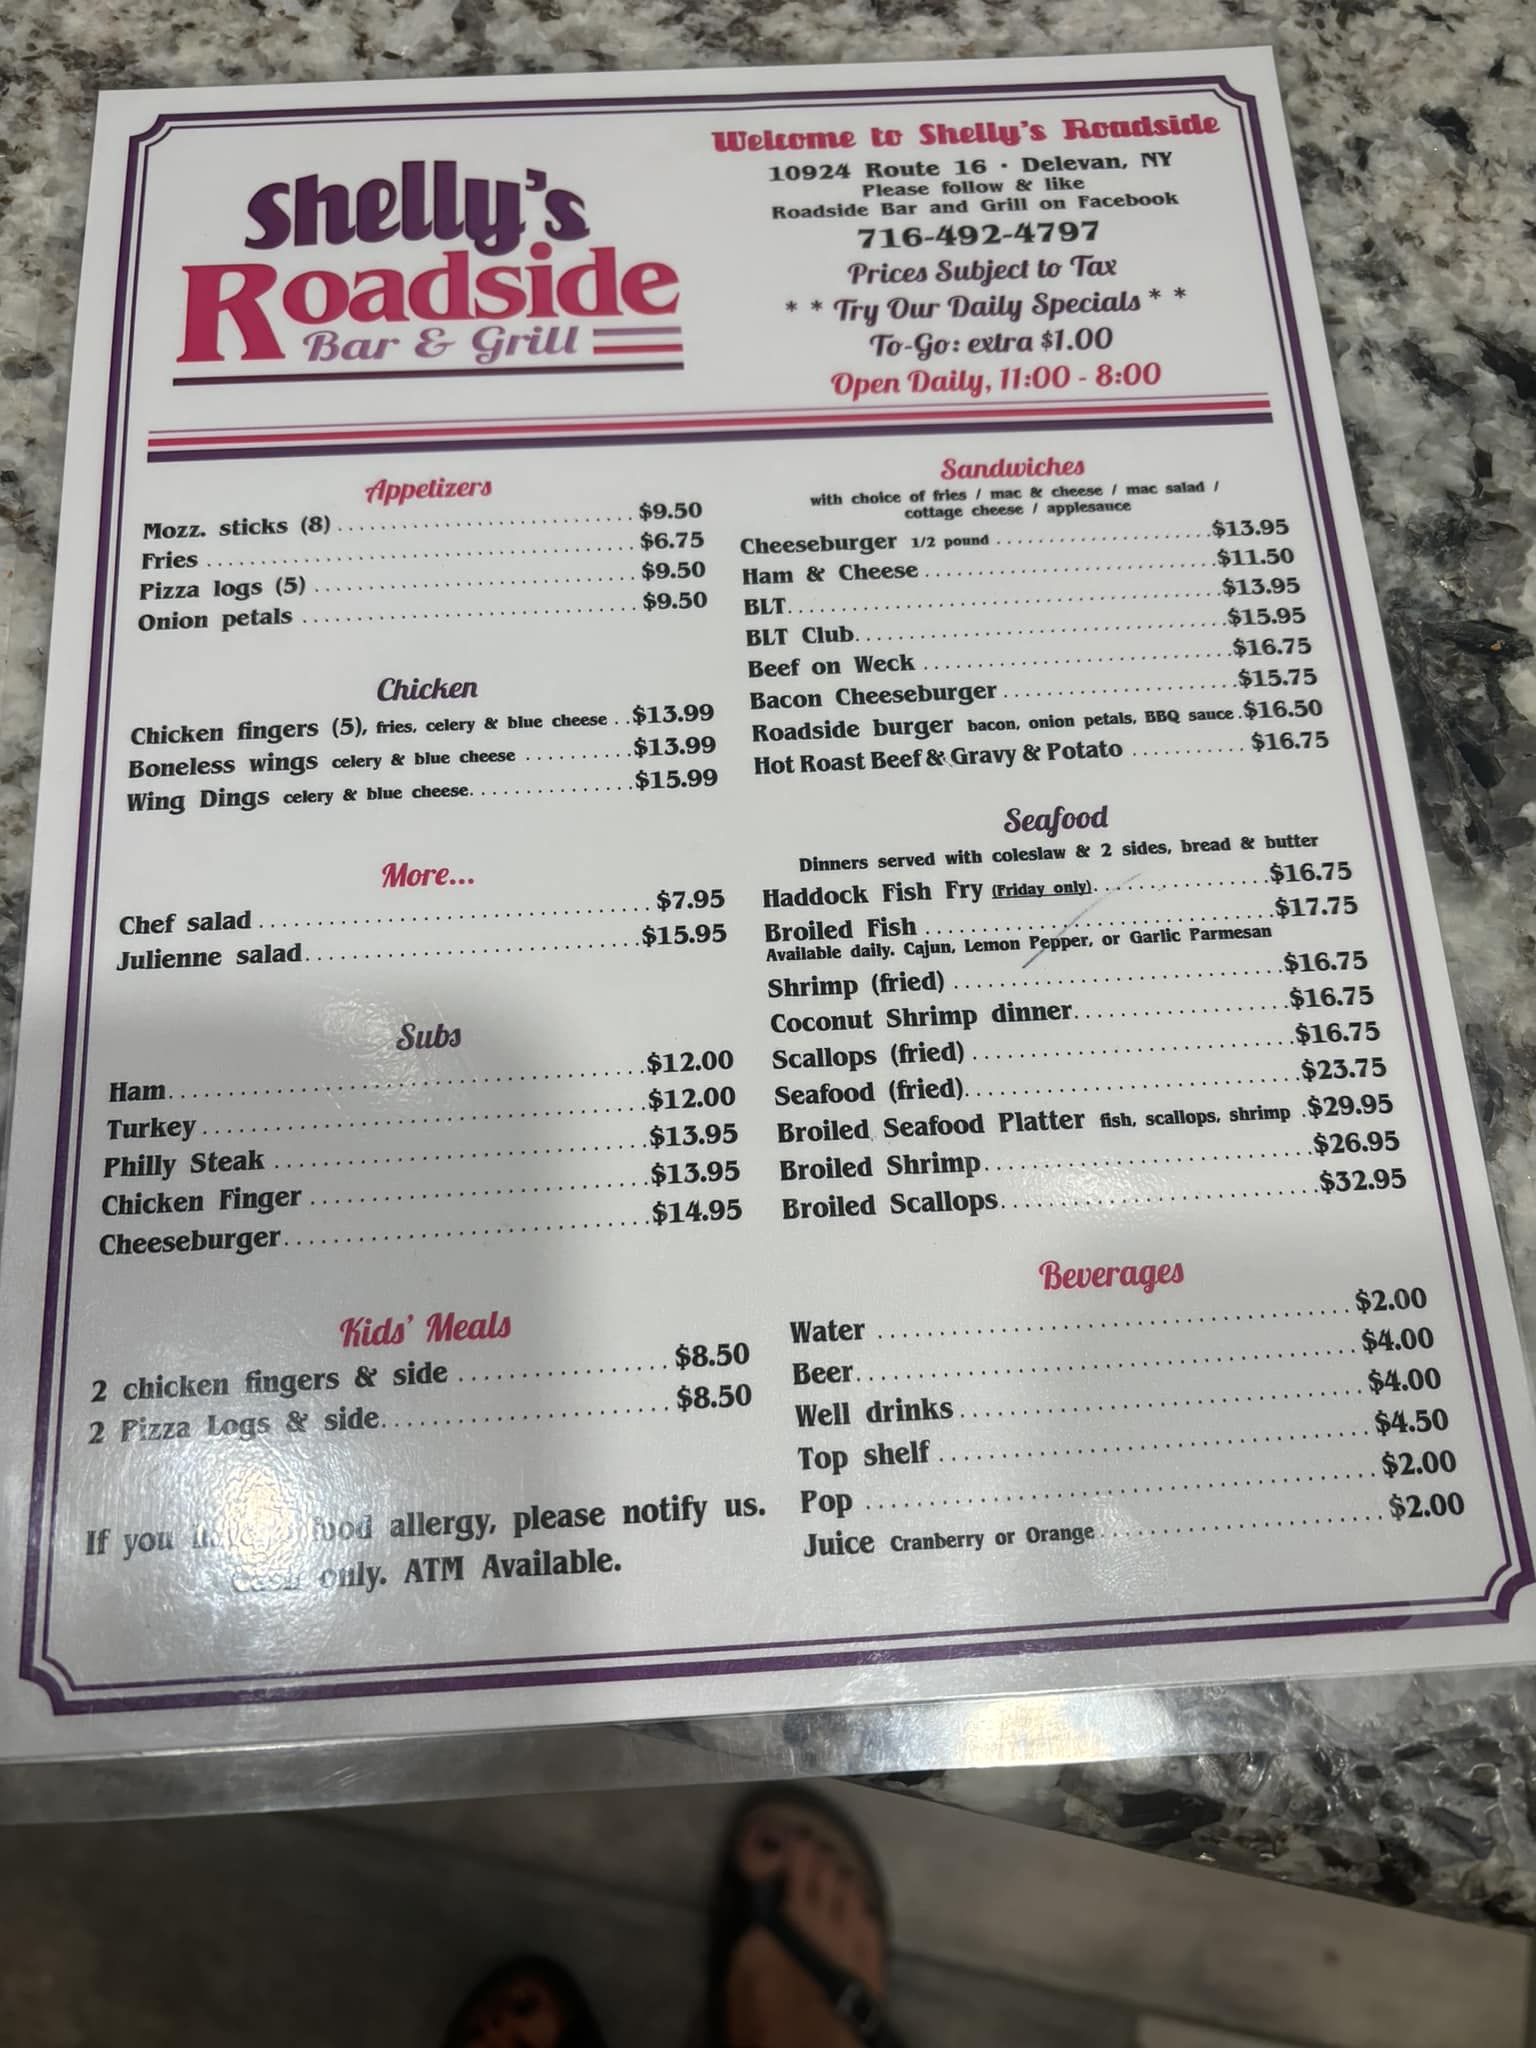 Shelly's
Roadside
Bar & Grill
Welcome to Shelly's Roadside
10924 Route 16 · Delevan, NY
Please follow & like
Roadside Bar and Grill on Facebook
716-492-4797
Prices Subject to Tax
* * Try Our Daily Specials * *
To-Go: extra $1.00
Open Daily, 11:00 - 8:00
Appetizers
Mozz. sticks (8) $9.50
Fries $6.75
Pizza logs (5) $9.50
Onion petals $9.50
Chicken
Chicken fingers (5), fries, celery & blue cheese $13.99
Boneless wings celery & blue cheese $13.99
Wing Dings celery & blue cheese $15.99
More...
Chef salad $7.95
Julienne salad $15.95
Subs
Ham $12.00
Turkey $12.00
Philly Steak $13.95
Chicken Finger $13.95
Cheeseburger $14.95
Kids' Meals
2 chicken fingers & side $8.50
2 Pizza Logs & side $8.50
If you food allergy, please notify us.
Cash only. ATM Available.
Sandwiches
with choice of fries / mac & cheese / mac salad /
cottage cheese / applesauce
Cheeseburger 1/2 pound $13.95
Ham & Cheese $11.50
BLT $13.95
BLT Club $15.95
Beef on Weck $16.75
Bacon Cheeseburger $15.75
Roadside burger bacon, onion petals, BBQ sauce $16.50
Hot Roast Beef & Gravy & Potato $16.75
Seafood
Dinners served with coleslaw & 2 sides, bread & butter
Haddock Fish Fry (Friday only) $16.75
Broiled Fish $17.75
Available daily. Cajun, Lemon Pepper, or Garlic Parmesan
Shrimp (fried) $16.75
Coconut Shrimp dinner $16.75
Scallops (fried) $16.75
Seafood (fried) $23.75
Broiled Seafood Platter fish, scallops, shrimp $29.95
Broiled Shrimp $26.95
Broiled Scallops $32.95
Beverages
Water $2.00
Beer $4.00
Well drinks $4.00
Top shelf $4.50
Pop $2.00
Juice Cranberry or Orange $2.00